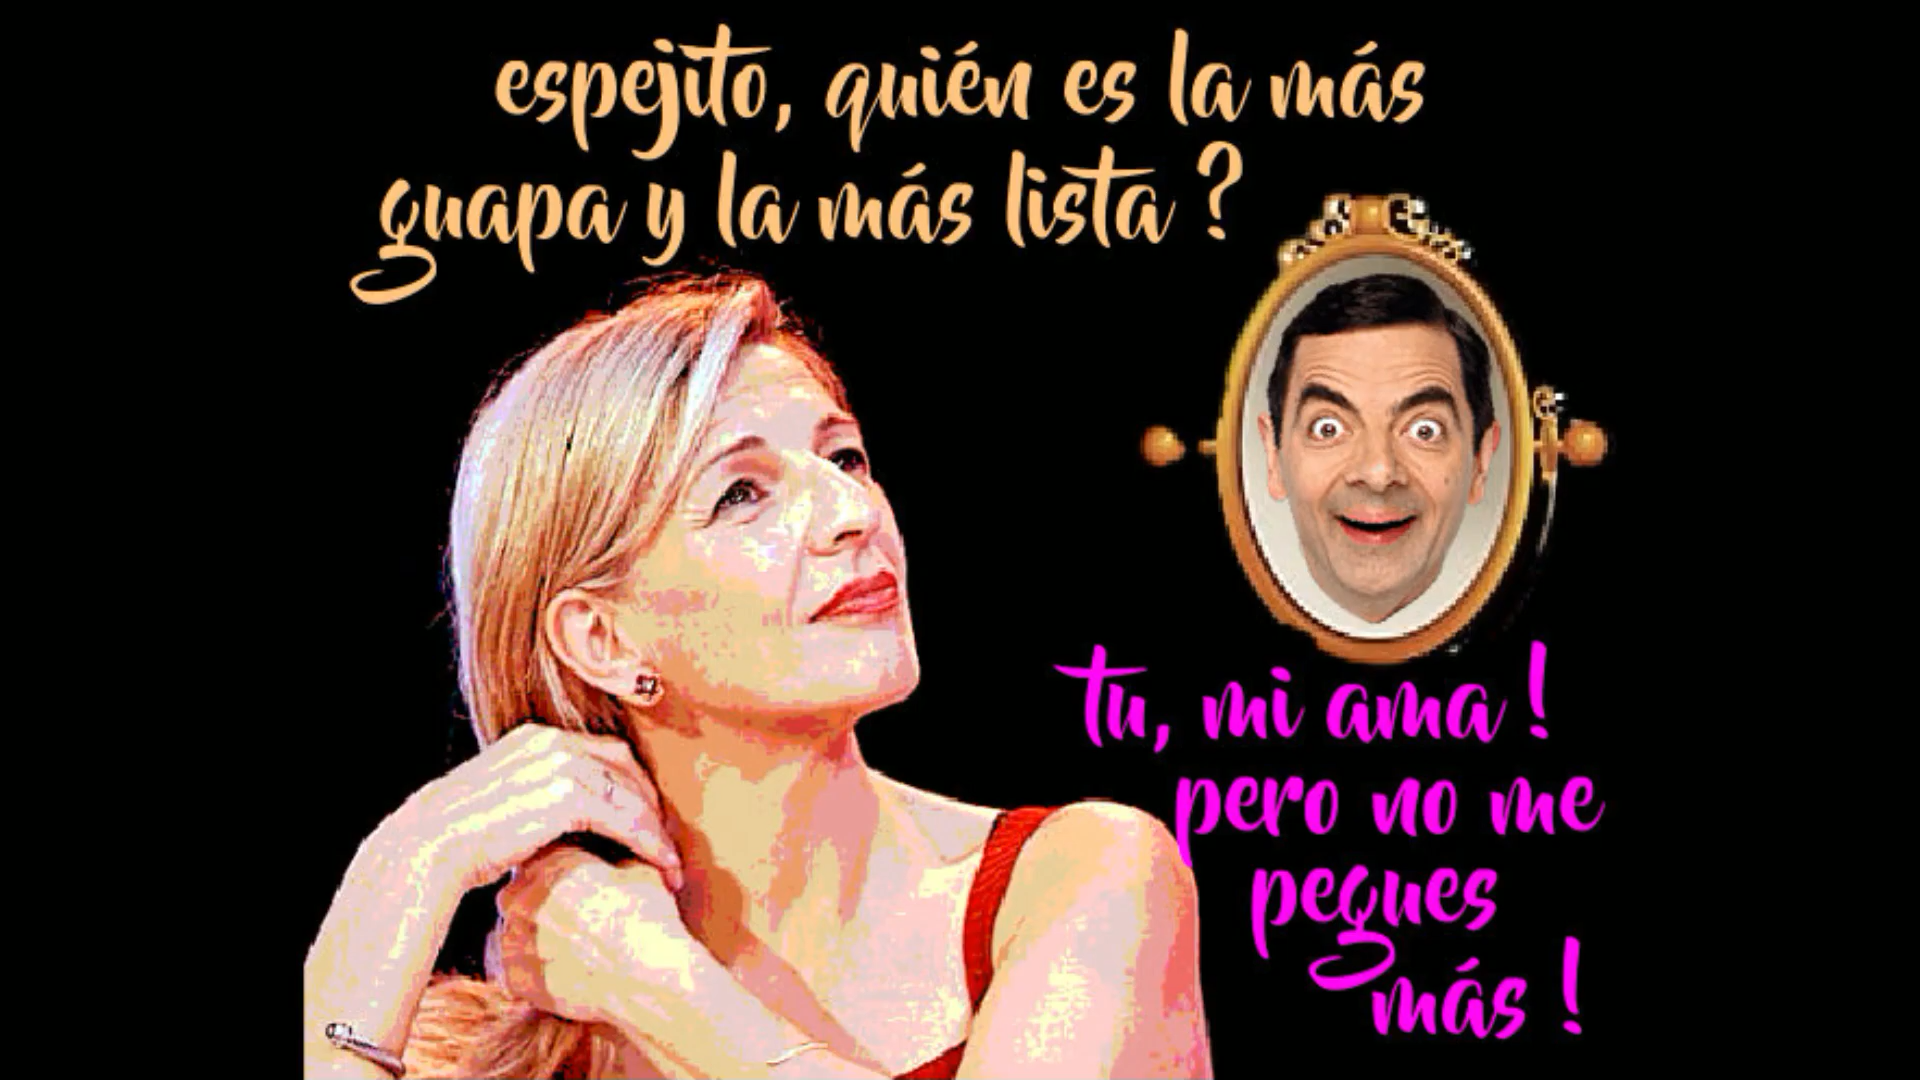 espejito, quién es la más
guapa y la más lista ?
tu, mi ama !
pero no me
pegues
más !